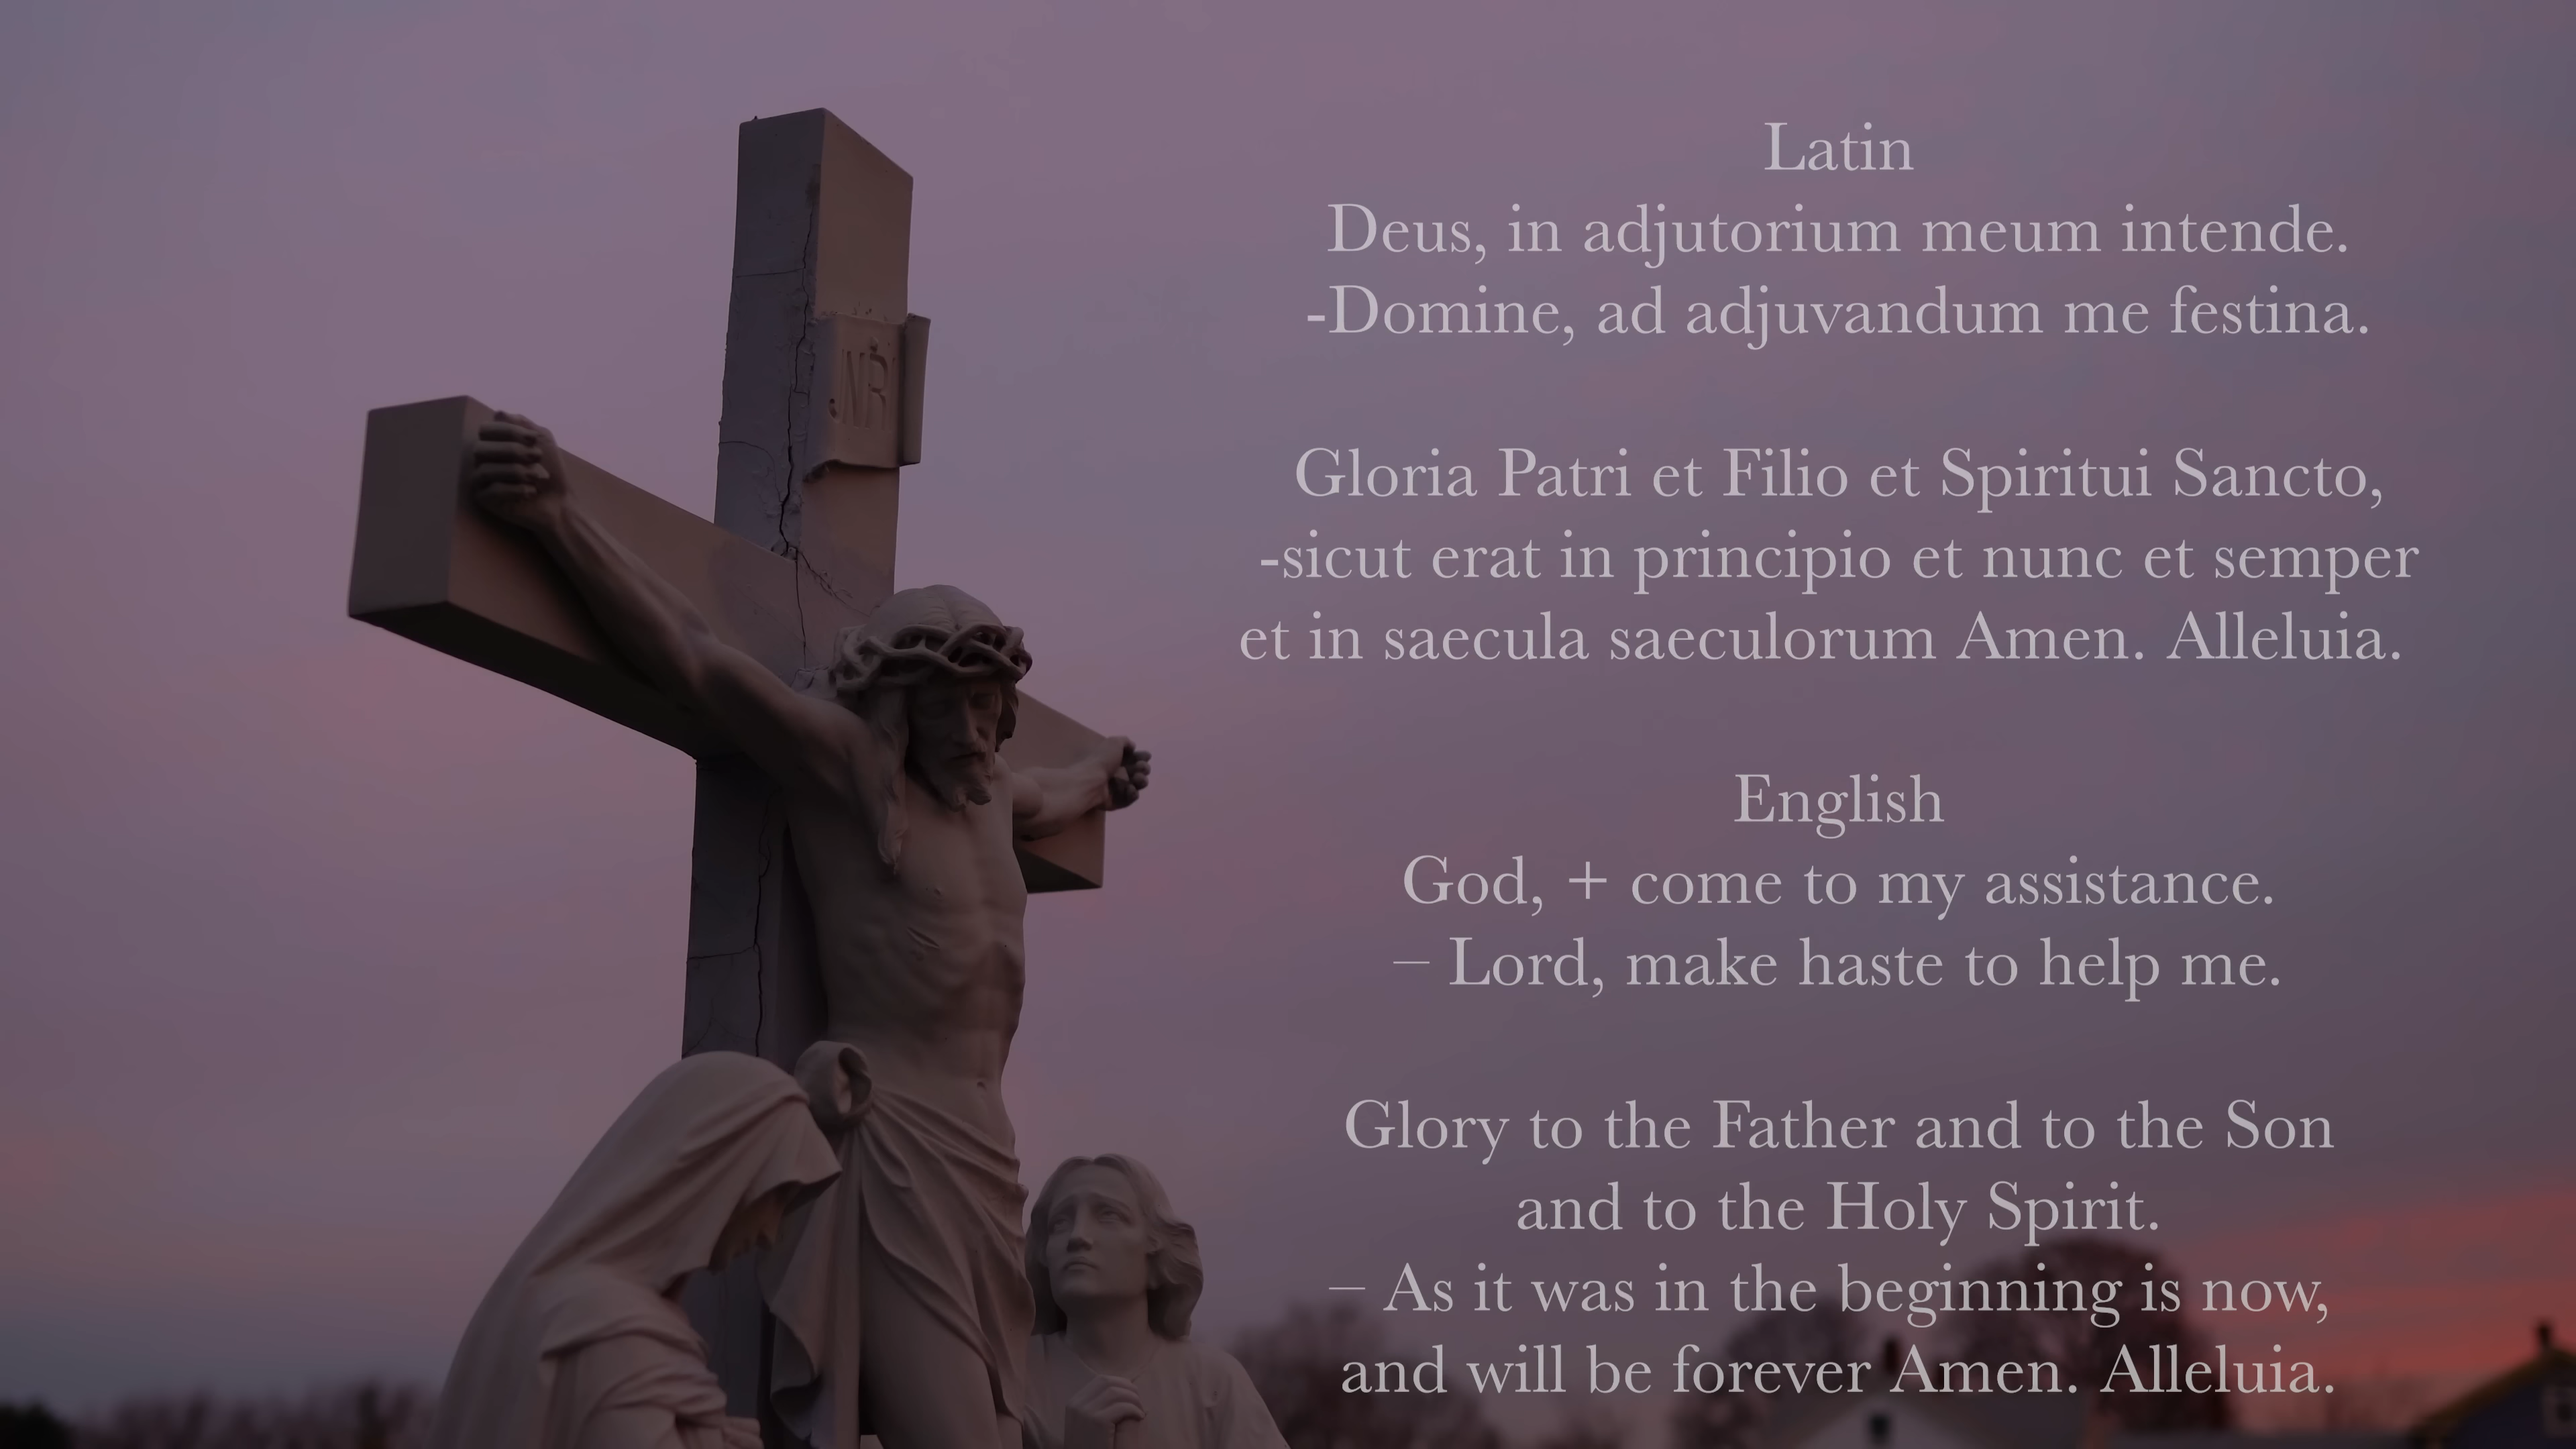 INRI
Latin
Deus, in adjutorium meum intende.
-Domine, ad adjuvandum me festina.
Gloria Patri et Filio et Spiritui Sancto,
-sicut erat in principio et nunc et semper
et in saecula saeculorum Amen. Alleluia.
English
God, + come to my assistance.
– Lord, make haste to help me.
Glory to the Father and to the Son
and to the Holy Spirit.
– As it was in the beginning is now,
and will be forever Amen. Alleluia.